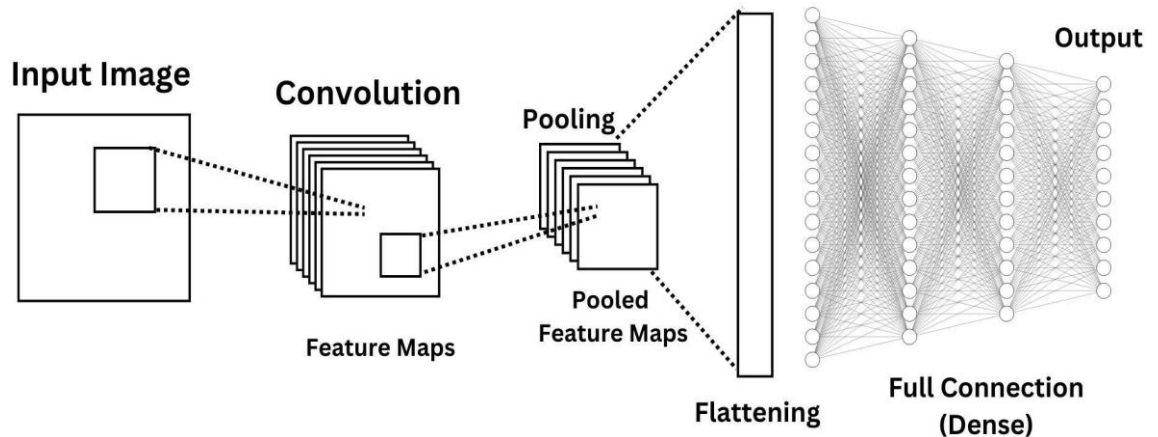 Input Image
Convolution
Feature Maps
Pooling
Pooled
Feature Maps
Flattening
Output
Full Connection
(Dense)